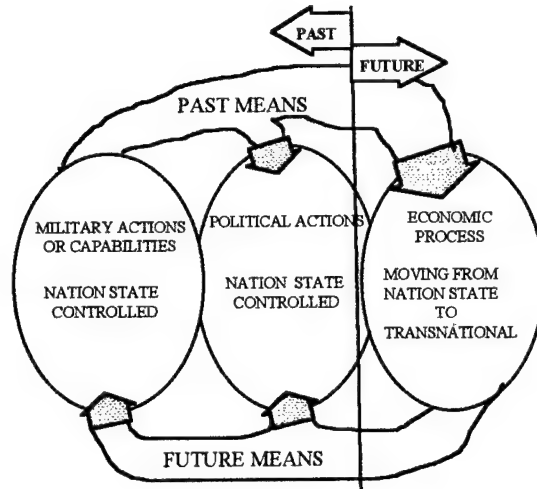 PAST
FUTURE
PAST MEANS
MILITARY ACTIONS
OR CAPABILITIES
NATION STATE
CONTROLLED
POLITICAL ACTIONS
NATION STATE
CONTROLLED
ECONOMIC
PROCESS
MOVING FROM
NATION STATE
TO
TRANSNATIONAL
FUTURE MEANS